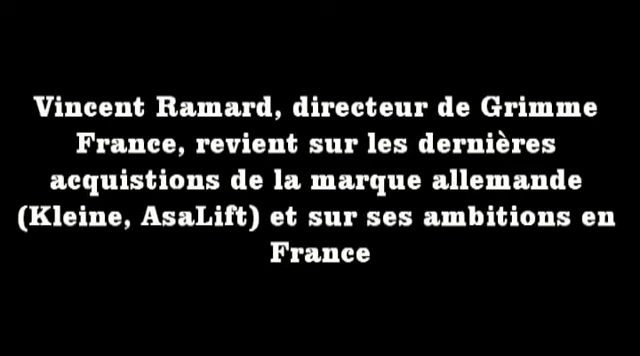 Vincent Ramard, directeur de Grimme
France, revient sur les dernières
acquistions de la marque allemande
(Kleine, AsaLift) et sur ses ambitions en
France